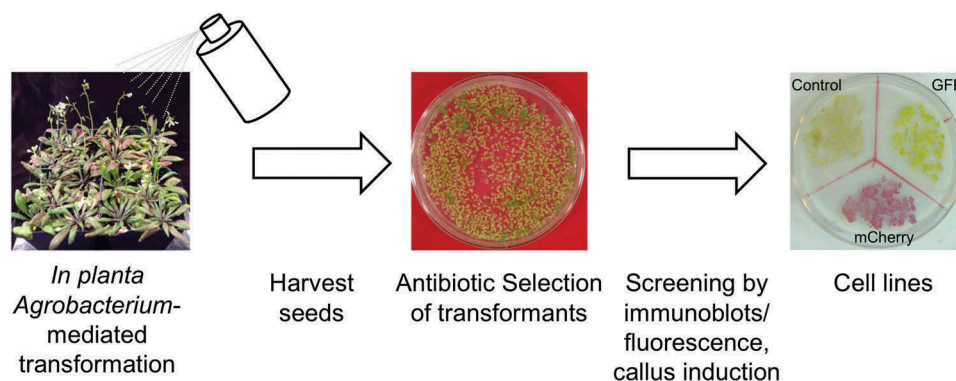 Control
GFP
mCherry
In planta
Agrobacterium-
mediated
transformation
Harvest
seeds
Antibiotic Selection
of transformants
Screening by
immunoblots/
fluorescence,
callus induction
Cell lines